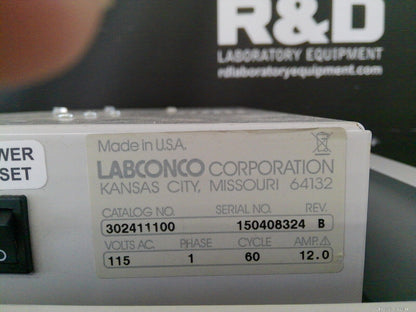 R&D
LABORATORY EQUIPMENT
rdlaboratoryequipment.com
Made in U.S.A.
LABCONCO CORPORATION
KANSAS CITY, MISSOURI 64132
CATALOG NO. SERIAL NO. REV.
302411100 150408324 B
VOLTS AC. PHASE CYCLE AMP.⚠
115 1 60 12.0
WER
SET
O